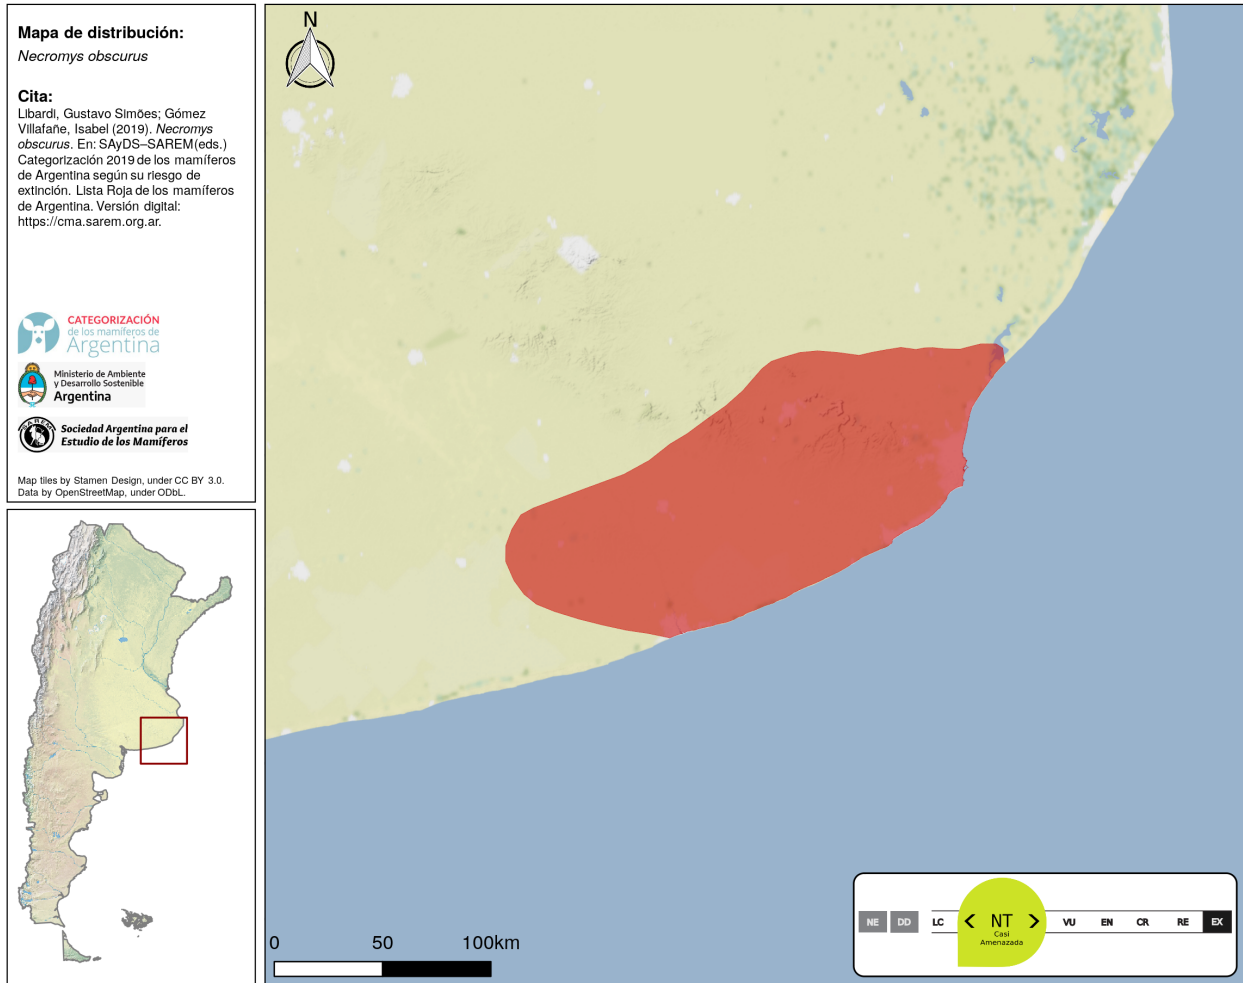 Mapa de distribución:
Necromys obscurus
Cita:
Libardi, Gustavo Simões; Gómez
Villafañe, Isabel (2019). Necromys
obscurus. En: SAyDS–SAREM(eds.)
Categorización 2019 de los mamíferos
de Argentina según su riesgo de
extinción. Lista Roja de los mamíferos
de Argentina. Versión digital:
https://cma.sarem.org.ar.
CATEGORIZACIÓN
de los mamíferos de
Argentina
Ministerio de Ambiente
y Desarrollo Sostenible
Argentina
SAREM
Sociedad Argentina para el
Estudio de los Mamíferos
Map tiles by Stamen Design, under CC BY 3.0.
Data by OpenStreetMap, under ODbL.
N
0 50 100km
NE DD LC < NT > VU EN CR RE EX
Casi
Amenazada